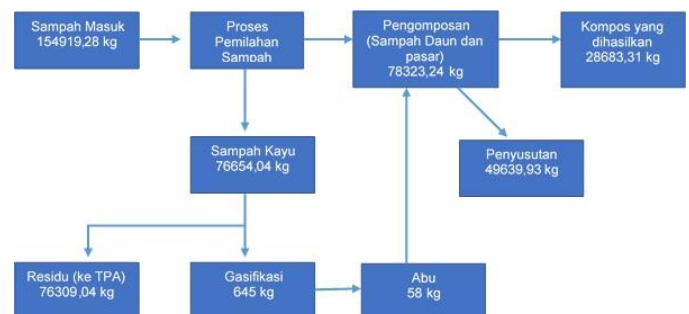 Sampah Masuk
154919,28 kg
Proses
Pemilahan
Sampah
Pengomposan
(Sampah Daun dan
pasar)
78323,24 kg
Kompos yang
dihasilkan
28683,31 kg
Sampah Kayu
76654,04 kg
Penyusutan
49639,93 kg
Residu (ke TPA)
76309,04 kg
Gasifikasi
645 kg
Abu
58 kg